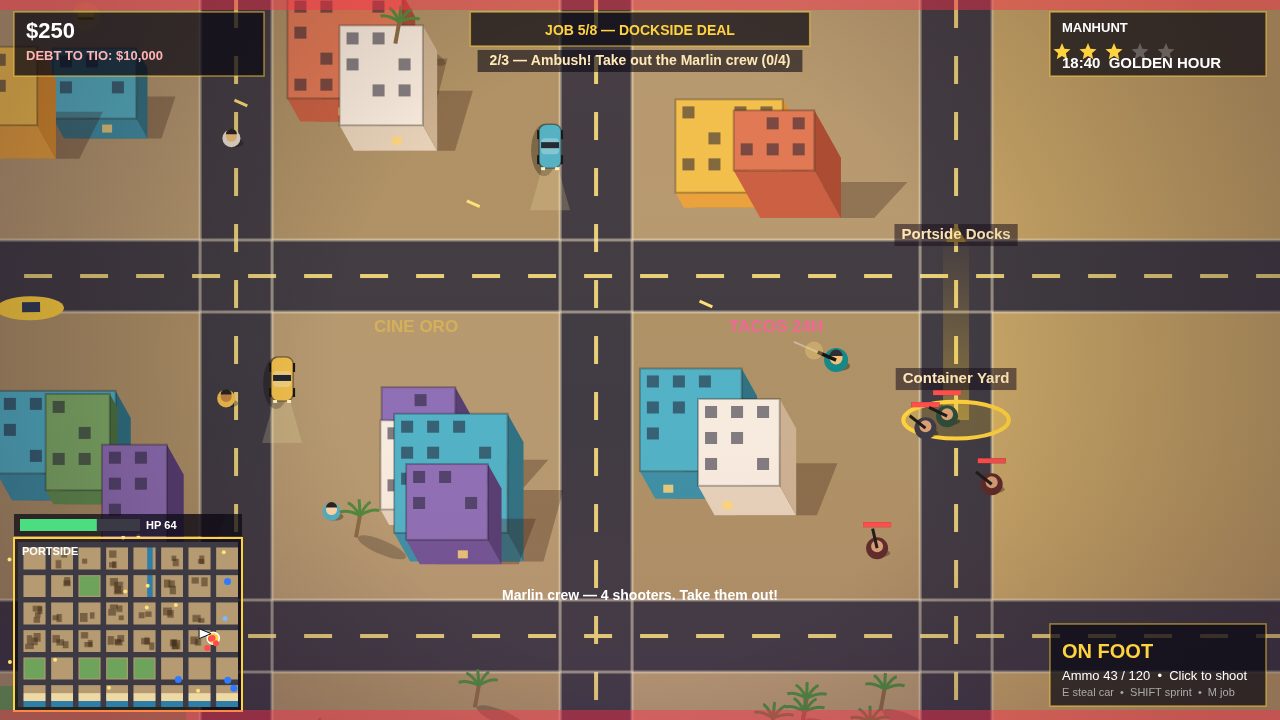 $250
DEBT TO TIO: $10,000
JOB 5/8 — DOCKSIDE DEAL
2/3 — Ambush! Take out the Marlin crew (0/4)
MANHUNT
18:40 GOLDEN HOUR
Portside Docks
CINE ORO
Container Yard
HP 64
PORTSIDE
Marlin crew — 4 shooters. Take them out!
ON FOOT
Ammo 43 / 120 • Click to shoot
E steal car • SHIFT sprint • M job